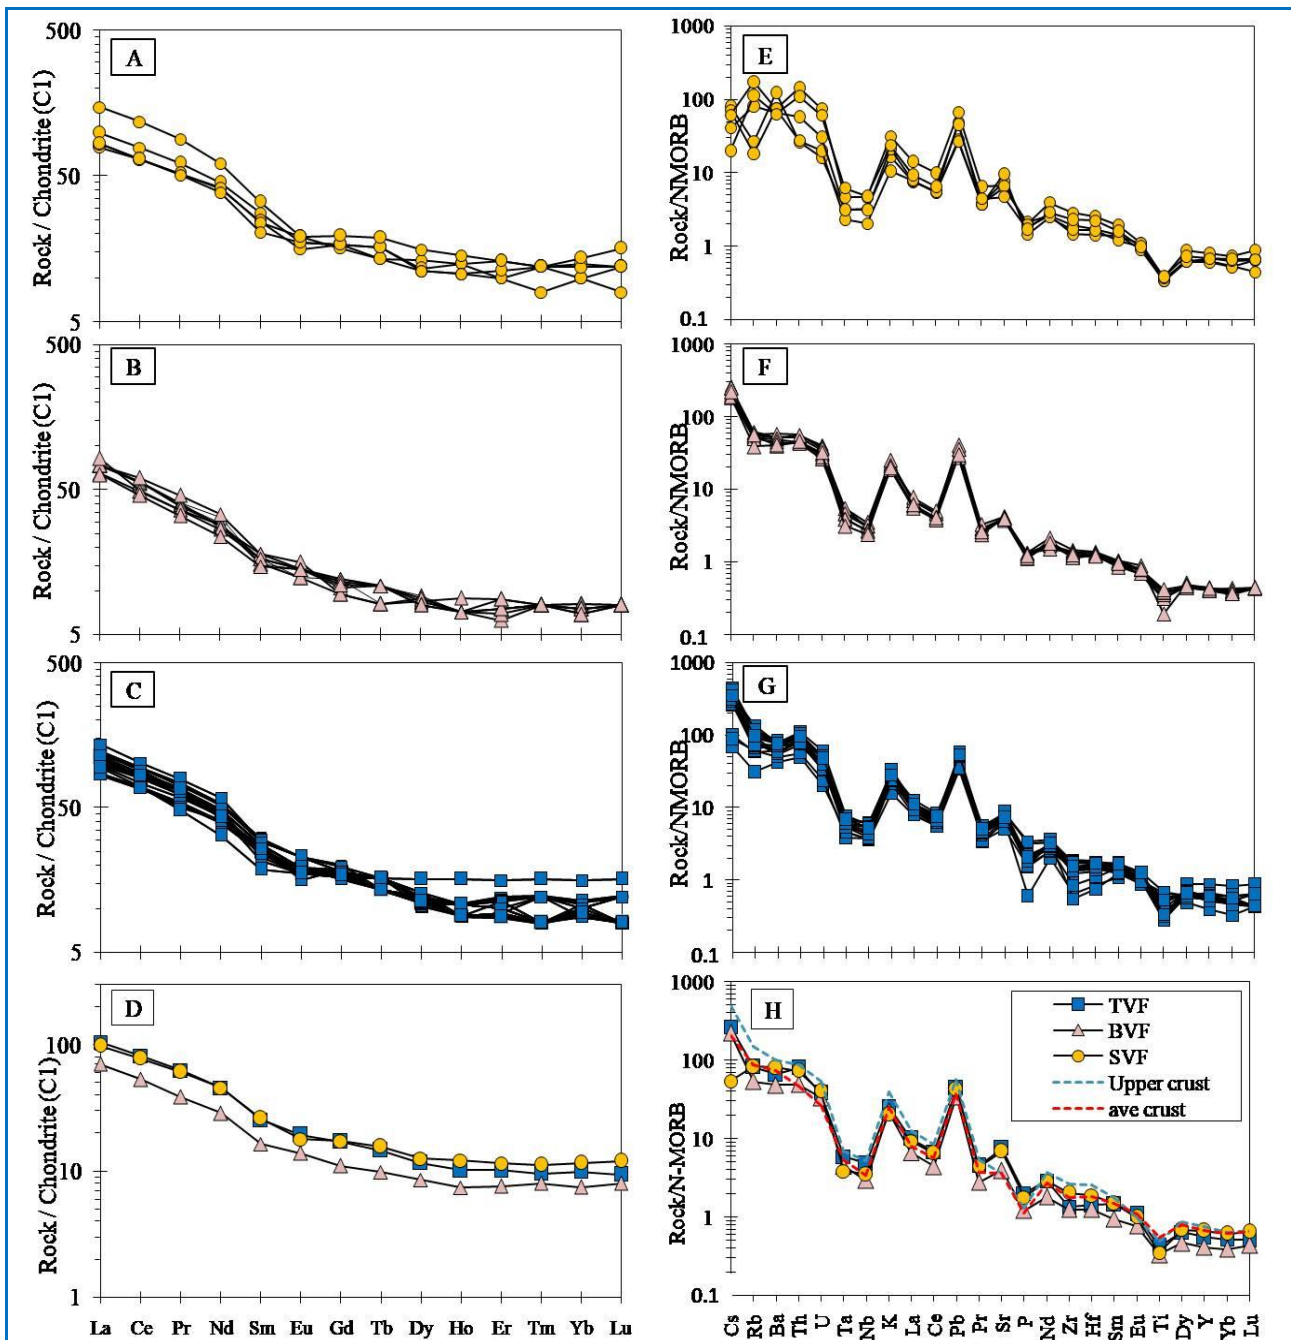 A
Rock / Chondrite (C1)
500
50
5
B
Rock / Chondrite (C1)
500
50
5
C
Rock / Chondrite (C1)
500
50
5
D
Rock / Chondrite (C1)
100
10
1
La Ce Pr Nd Sm Eu Gd Tb Dy Ho Er Tm Yb Lu
E
Rock/NMORB
1000
100
10
1
0.1
F
Rock/NMORB
1000
100
10
1
0.1
G
Rock/NMORB
1000
100
10
1
0.1
H
Rock/N-MORB
1000
100
10
1
0.1
TVF
BVF
SVF
Upper crust
ave crust
Cs Rb Ba Th U Ta Nb K La Ce Pb Pr Sr P Nd Zr Hf Sm Eu Ti Dy Y Yb Lu